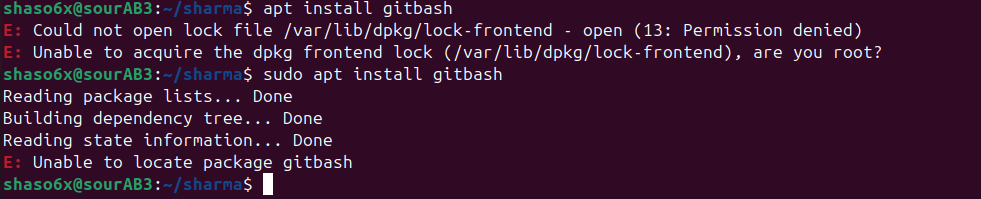 shaso6x@sourAB3:~/sharma$ apt install gitbash
E: Could not open lock file /var/lib/dpkg/lock-frontend - open (13: Permission denied)
E: Unable to acquire the dpkg frontend lock (/var/lib/dpkg/lock-frontend), are you root?
shaso6x@sourAB3:~/sharma$ sudo apt install gitbash
Reading package lists... Done
Building dependency tree... Done
Reading state information... Done
E: Unable to locate package gitbash
shaso6x@sourAB3:~/sharma$